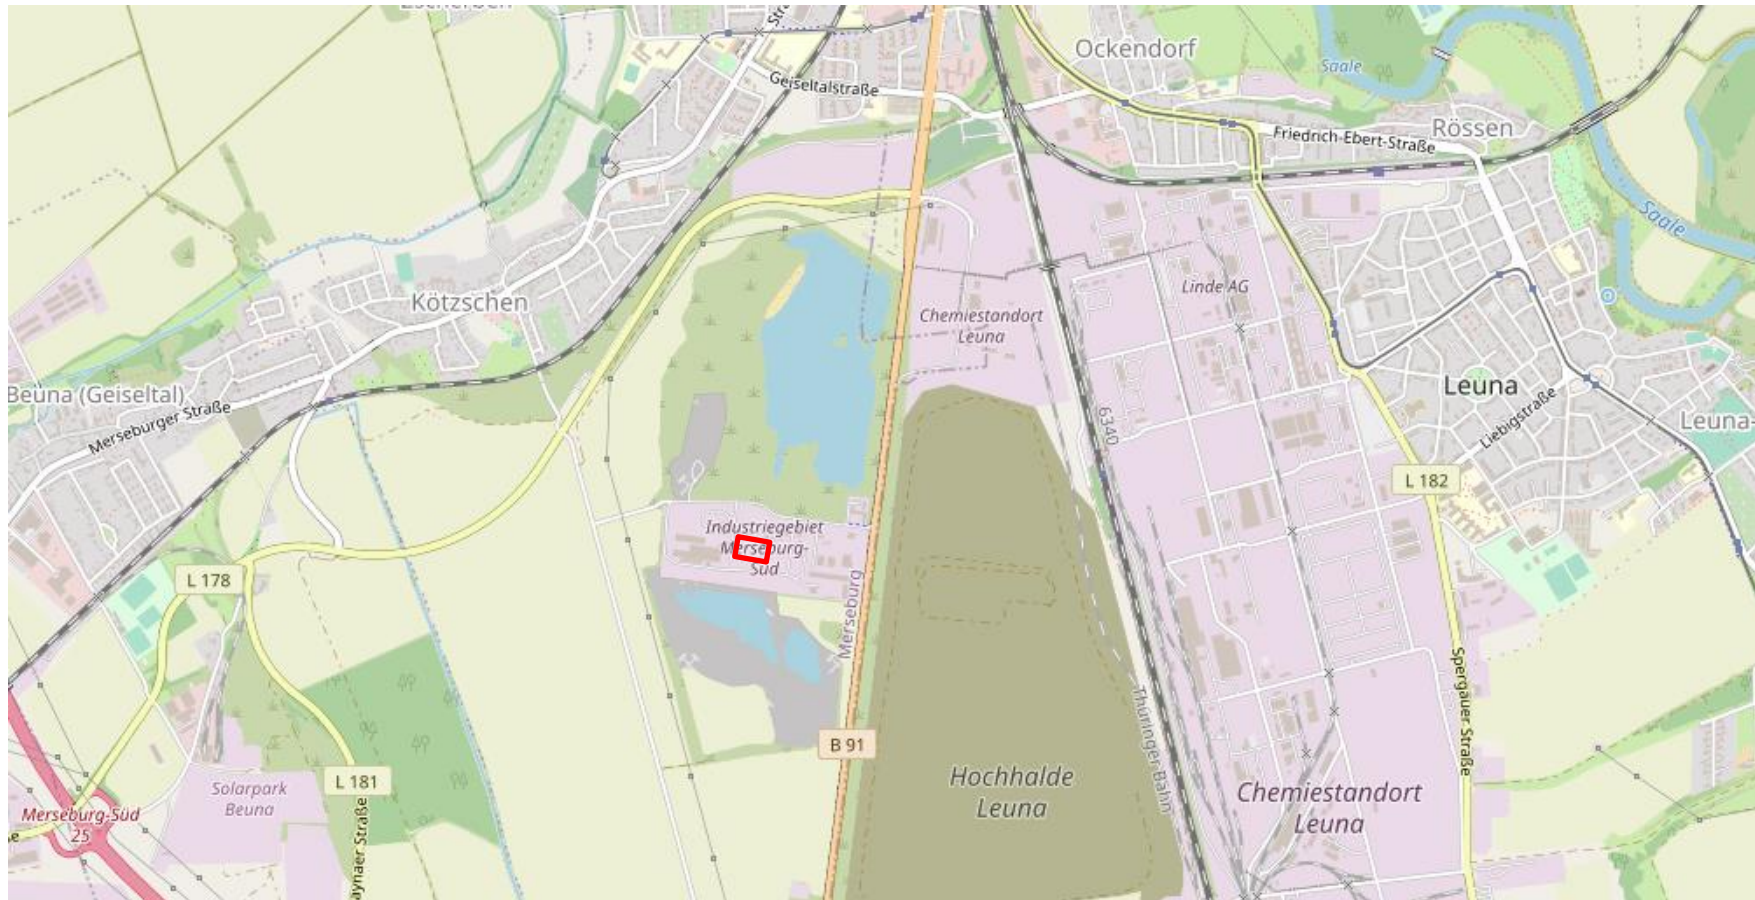 Geiseltalstraße
Ockendorf
Saale
Friedrich-Ebert-Straße
Rössen
Saale
Kötzschen
Linde AG
Chemiestandort
Leuna
Beuna (Geiseltal)
Merseburger Straße
6340
Leuna
Liebigstraße
Leuna-
L 182
Industriegebiet
Merseburg-
Süd
L 178
Merseburg
Spergauer Straße
Thüringer Bahn
B 91
Hochhalde
Leuna
L 181
Solarpark
Beuna
Chemiestandort
Leuna
Merseburg-Süd
25
aynaer Straße